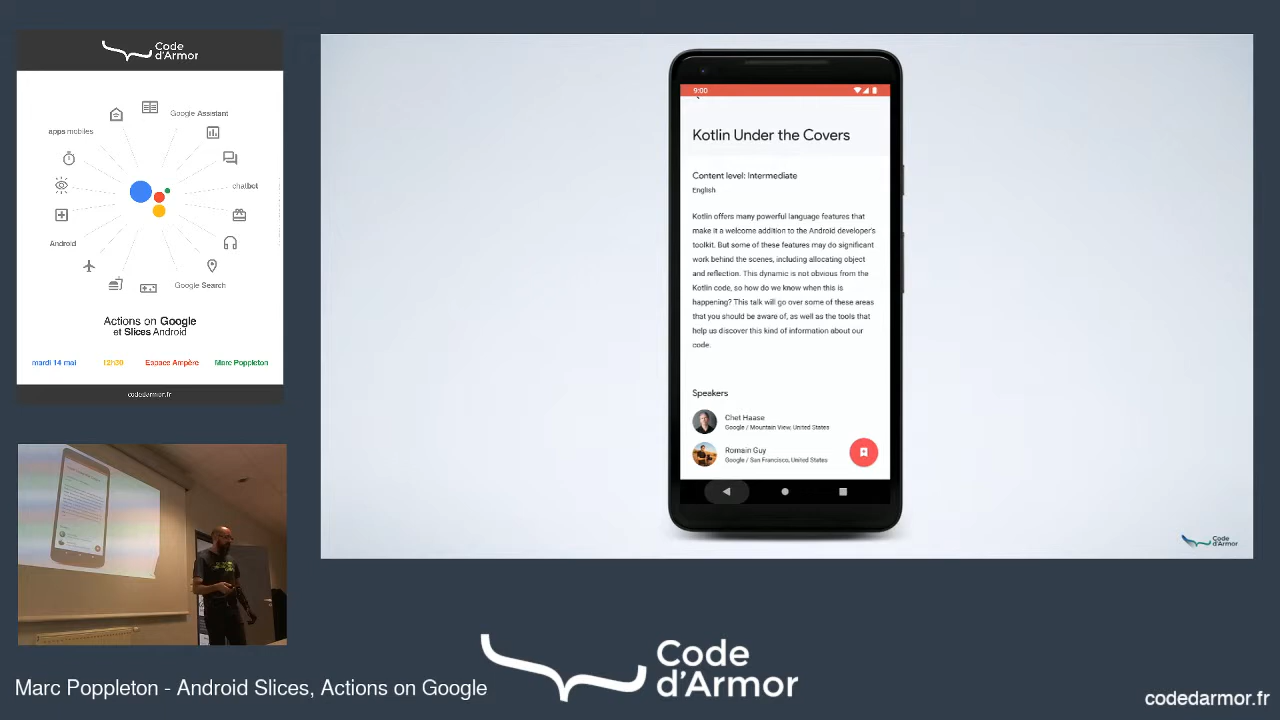 Code
d'Armor
Google Assistant
apps mobiles
chatbot
Android
Google Search
Actions on Google
et Slices Android
mardi 14 mai
12h30
Espace Ampère
Marc Poppleton
codedarmor.fr
9:00
Kotlin Under the Covers
Content level: Intermediate
English
Kotlin offers many powerful language features that
make it a welcome addition to the Android developer's
toolkit. But some of these features may do significant
work behind the scenes, including allocating object
and reflection. This dynamic is not obvious from the
Kotlin code, so how do we know when this is
happening? This talk will go over some of these areas
that you should be aware of, as well as the tools that
help us discover this kind of information about our
code.
Speakers
Chet Haase
Google / Mountain View, United States
Romain Guy
Google / San Francisco, United States
Code
d'Armor
Marc Poppleton - Android Slices, Actions on Google
Code
d'Armor
codedarmor.fr